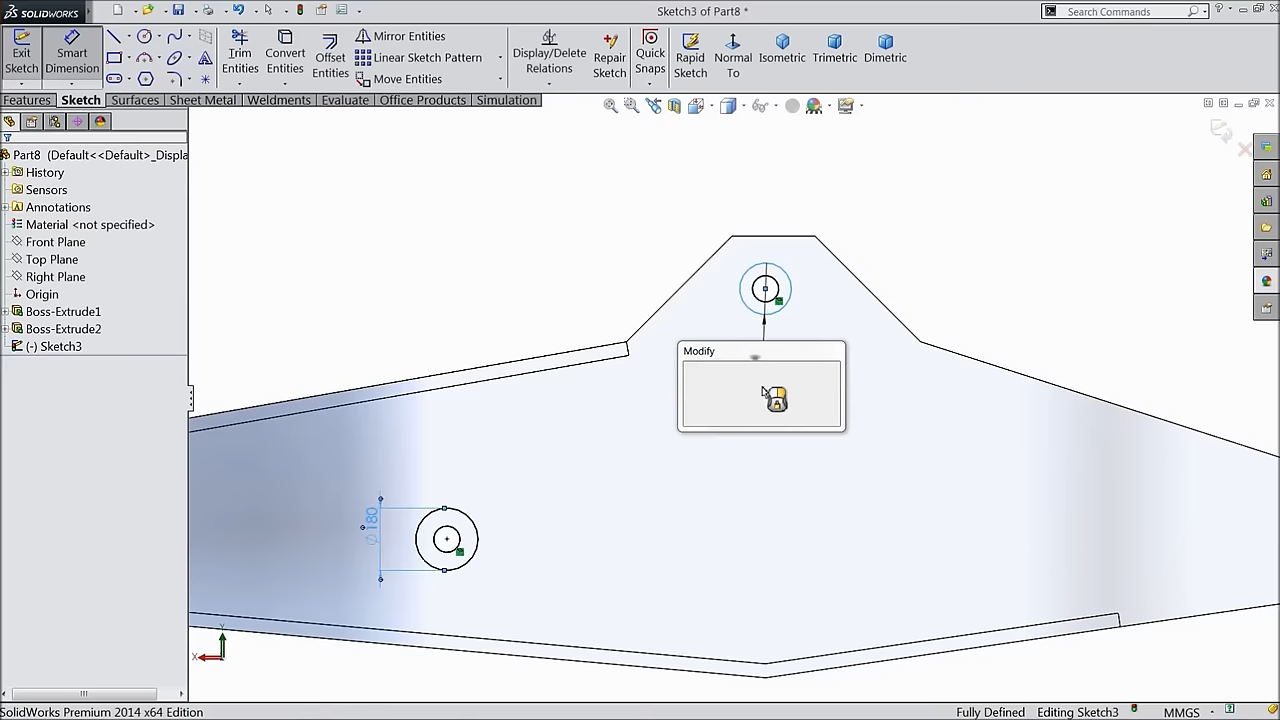 SOLIDWORKS
Sketch3 of Part8 *
Search Commands
Exit Sketch
Smart Dimension
Trim Entities
Convert Entities
Offset Entities
Mirror Entities
Linear Sketch Pattern
Move Entities
Display/Delete Relations
Repair Sketch
Quick Snaps
Rapid Sketch
Normal To
Isometric
Trimetric
Dimetric
Features
Sketch
Surfaces
Sheet Metal
Weldments
Evaluate
Office Products
Simulation
Part8 (Default<<Default>_Displa
History
Sensors
Annotations
Material <not specified>
Front Plane
Top Plane
Right Plane
Origin
Boss-Extrude1
Boss-Extrude2
(-) Sketch3
Modify
∅180
Y
X
SolidWorks Premium 2014 x64 Edition
Fully Defined
Editing Sketch3
MMGS